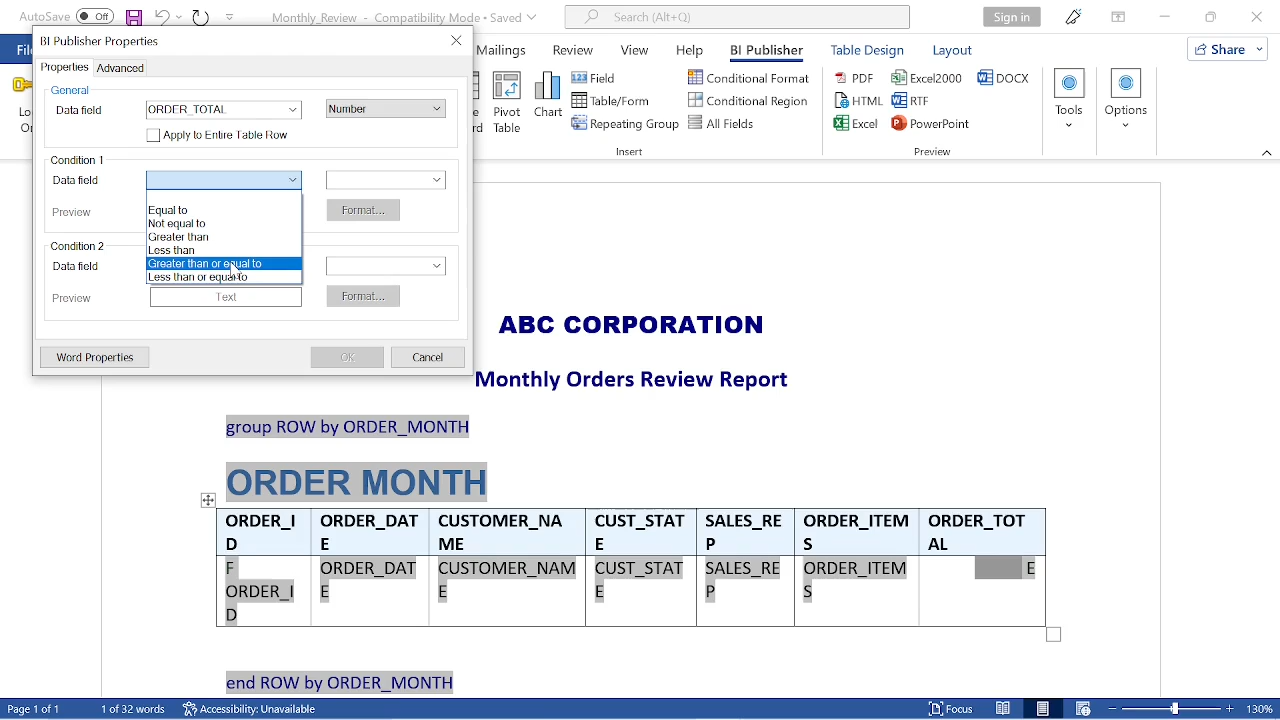 AutoSave Off Monthly_Review - Compatibility Mode • Saved Search (Alt+Q) Sign in
BI Publisher Properties
Properties Advanced
General
Data field ORDER_TOTAL Number
Apply to Entire Table Row
Condition 1
Data field
Preview Format...
Equal to
Not equal to
Greater than
Less than
Greater than or equal to
Less than or equal to
Condition 2
Data field
Preview Text Format...
Word Properties OK Cancel
Mailings Review View Help BI Publisher Table Design Layout Share
Pivot Table
Chart
Field
Table/Form
Repeating Group
Conditional Format
Conditional Region
All Fields
Insert
PDF Excel2000 DOCX
HTML RTF
Excel PowerPoint
Preview
Tools
Options
ABC CORPORATION
Monthly Orders Review Report
group ROW by ORDER_MONTH
ORDER MONTH
ORDER_ID ORDER_DATE CUSTOMER_NAME CUST_STATE SALES_REP ORDER_ITEMS ORDER_TOTAL
F ORDER_ID ORDER_DATE CUSTOMER_NAME CUST_STATE SALES_REP ORDER_ITEMS E
end ROW by ORDER_MONTH
Page 1 of 1 1 of 32 words Accessibility: Unavailable Focus 130%